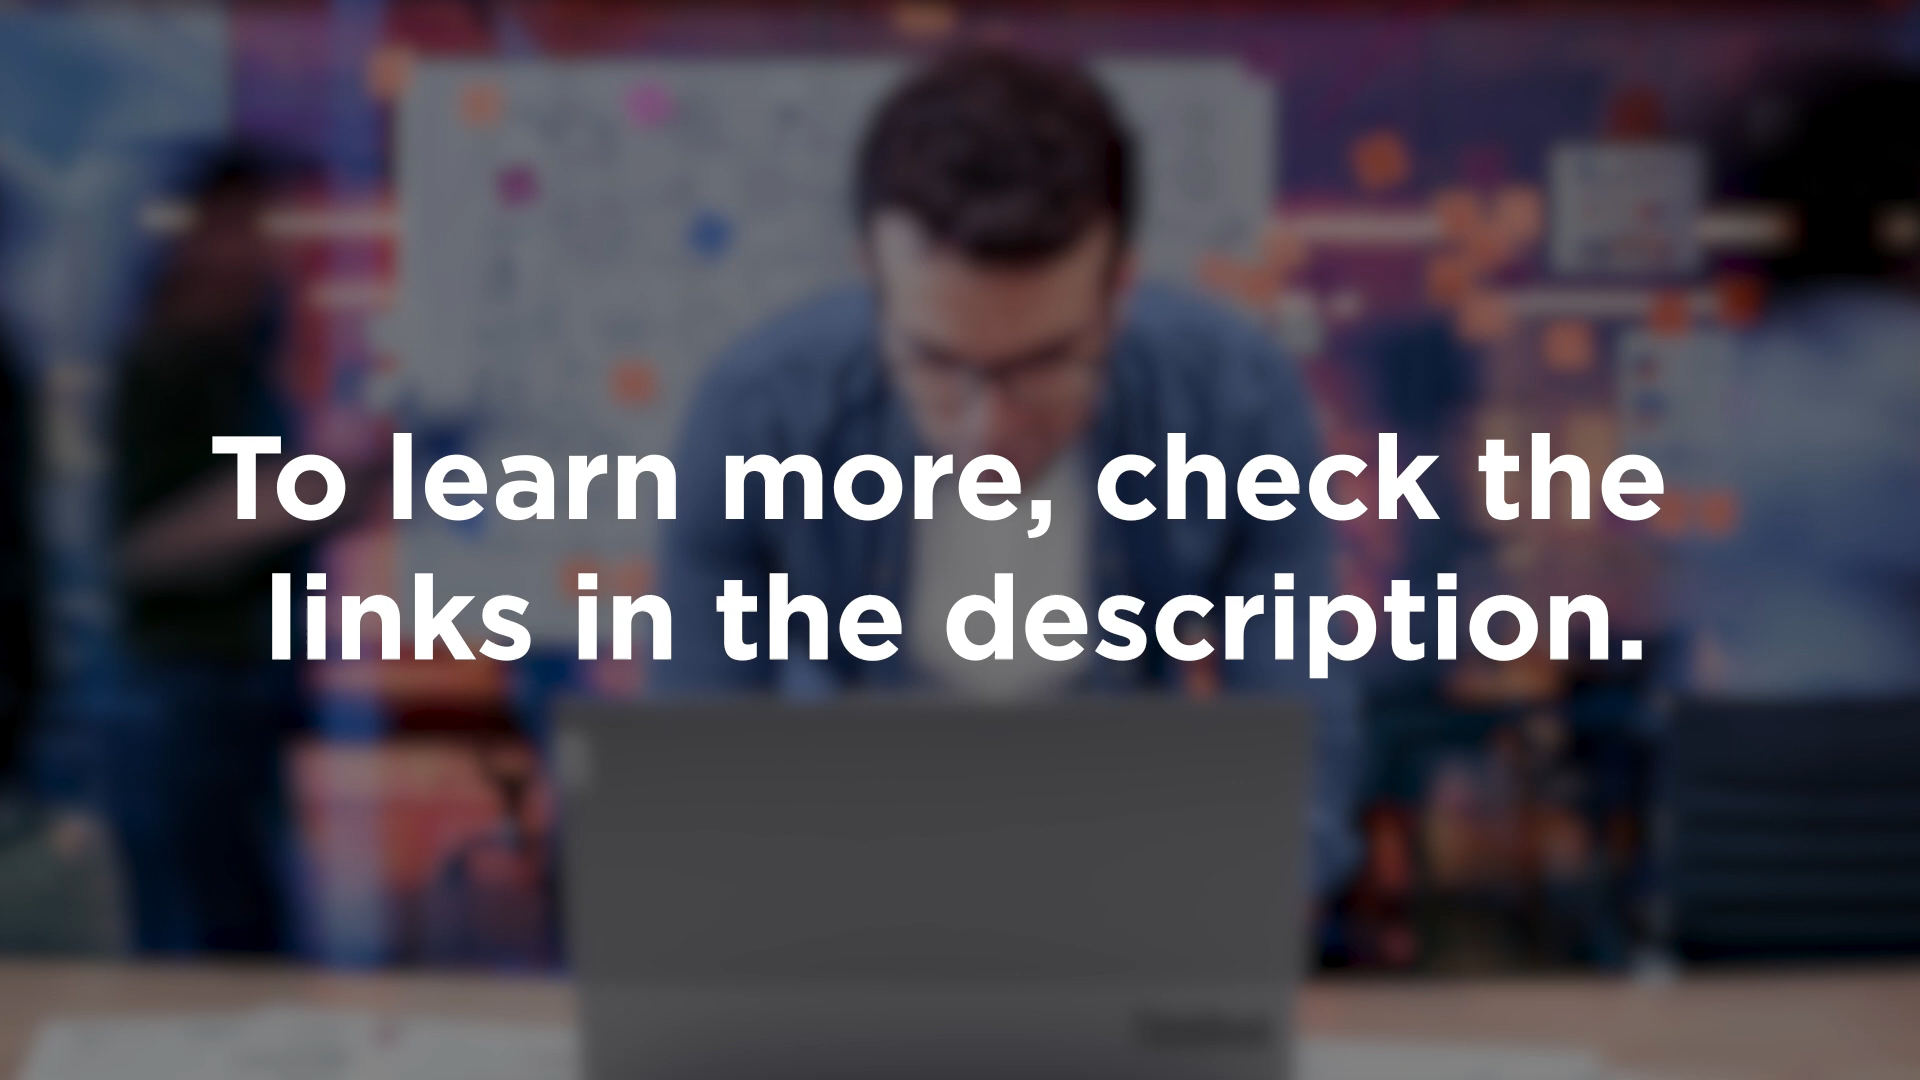 To learn more, check the
links in the description.